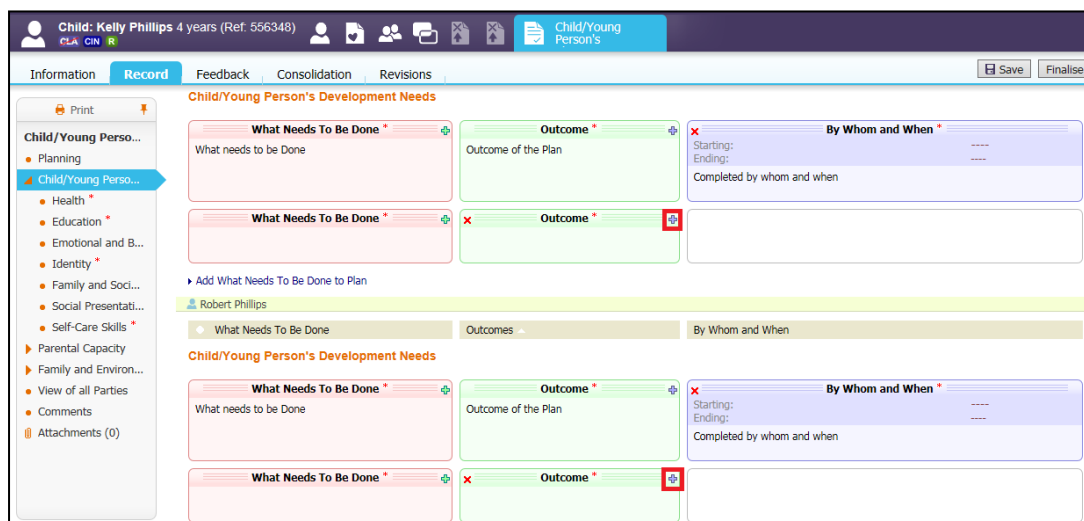 Child: Kelly Phillips 4 years (Ref: 556348)
CLA CIN R
Child/Young
Person's
Information Record Feedback Consolidation Revisions Save Finalise
Print
Child/Young Perso...
Planning
Child/Young Perso...
Health *
Education *
Emotional and B...
Identity *
Family and Soci...
Social Presentati...
Self-Care Skills *
Parental Capacity
Family and Environ...
View of all Parties
Comments
Attachments (0)
Child/Young Person's Development Needs
What Needs To Be Done * Outcome * By Whom and When *
What needs to be Done Outcome of the Plan Starting: ----
Ending: ----
Completed by whom and when
What Needs To Be Done * Outcome *
Add What Needs To Be Done to Plan
Robert Phillips
What Needs To Be Done Outcomes By Whom and When
Child/Young Person's Development Needs
What Needs To Be Done * Outcome * By Whom and When *
What needs to be Done Outcome of the Plan Starting: ----
Ending: ----
Completed by whom and when
What Needs To Be Done * Outcome *